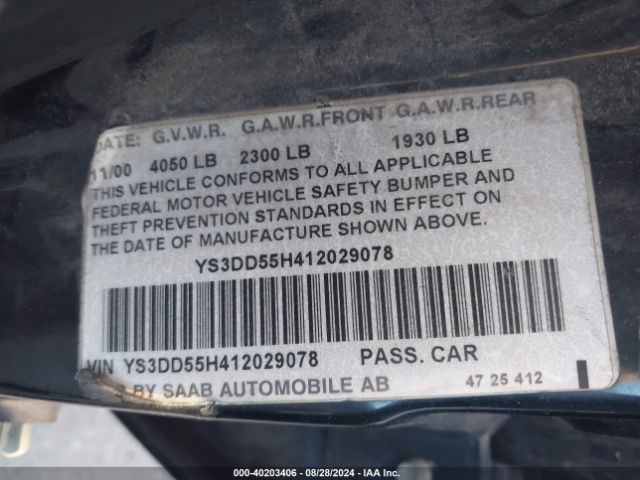 DATE: G.V.W.R. G.A.W.R.FRONT G.A.W.R.REAR
11/00 4050 LB 2300 LB 1930 LB
THIS VEHICLE CONFORMS TO ALL APPLICABLE
FEDERAL MOTOR VEHICLE SAFETY BUMPER AND
THEFT PREVENTION STANDARDS IN EFFECT ON
THE DATE OF MANUFACTURE SHOWN ABOVE.
YS3DD55H412029078
VIN YS3DD55H412029078 PASS. CAR
BY SAAB AUTOMOBILE AB 47 25 412
000-40203406 - 08/28/2024 - IAA Inc.